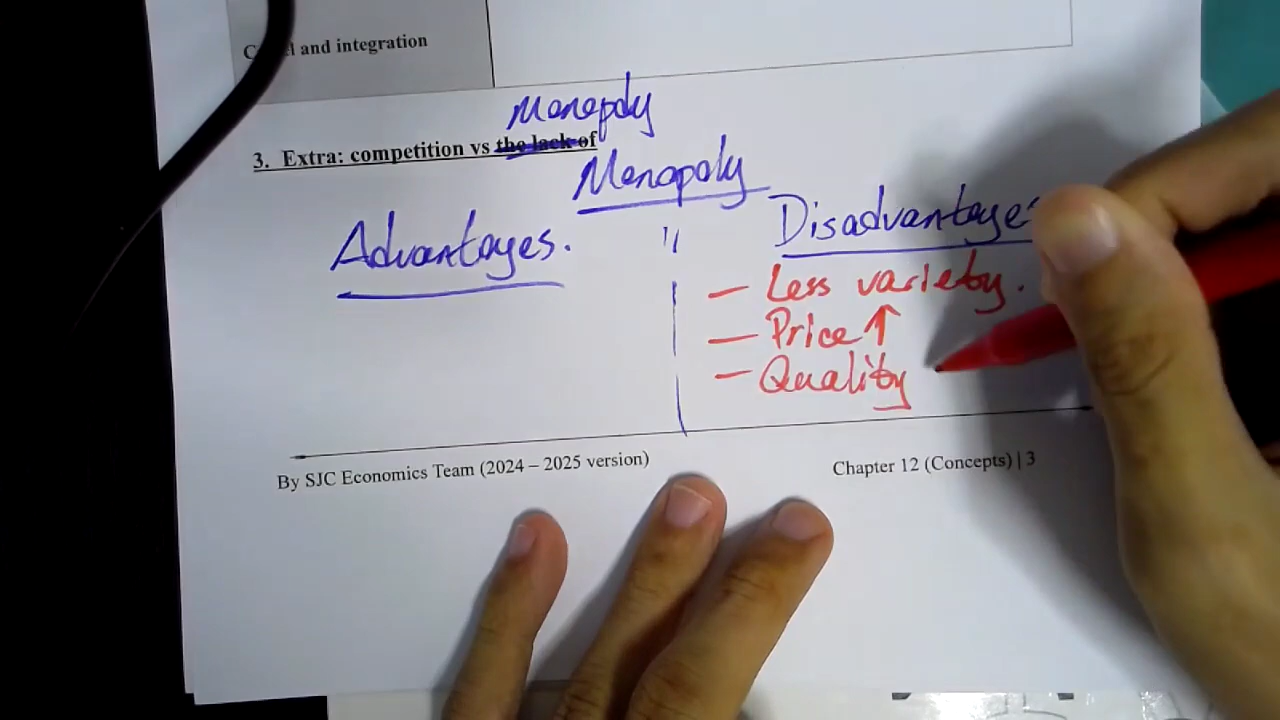 and integration
Monopoly
3. Extra: competition vs the lack of
Monopoly
Advantages.
Disadvantages
- Less variety.
- Price ↑
- Quality
By SJC Economics Team (2024 – 2025 version)
Chapter 12 (Concepts) | 3